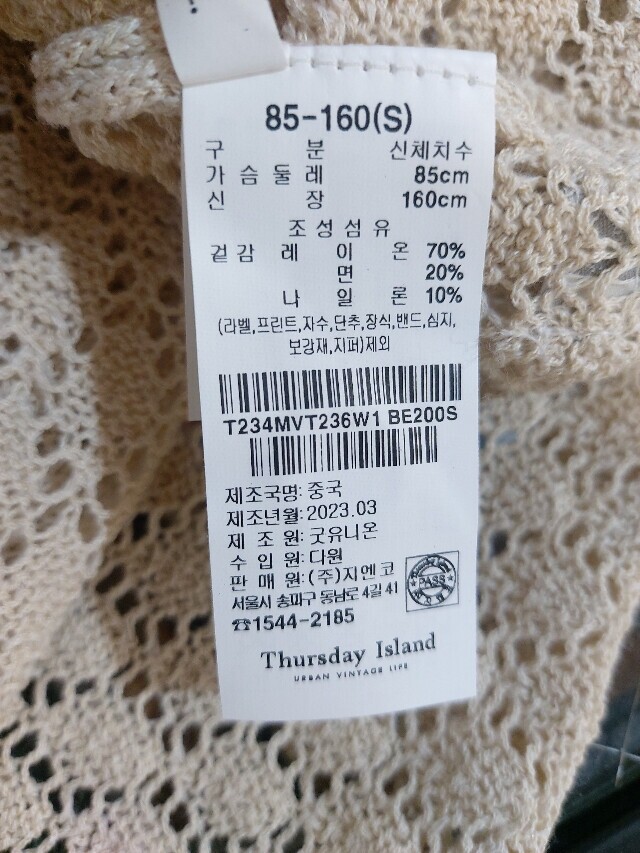 85-160(S)
구 분 신체치수
가슴둘레 85cm
신 장 160cm
조성섬유
겉감 레이온 70%
면 20%
나일론 10%
(라벨,프린트,자수,단추,장식,밴드,심지,
보강재,지퍼)제외
T234MVT236W1 BE200S
제조국명: 중국
제조년월: 2023.03
제 조 원: 굿유니온
수 입 원: 다원
판 매 원: (주)지엔코
서울시 송파구 동남로 4길 41
☎1544-2185
PASS
Thursday Island
URBAN VINTAGE LIFE